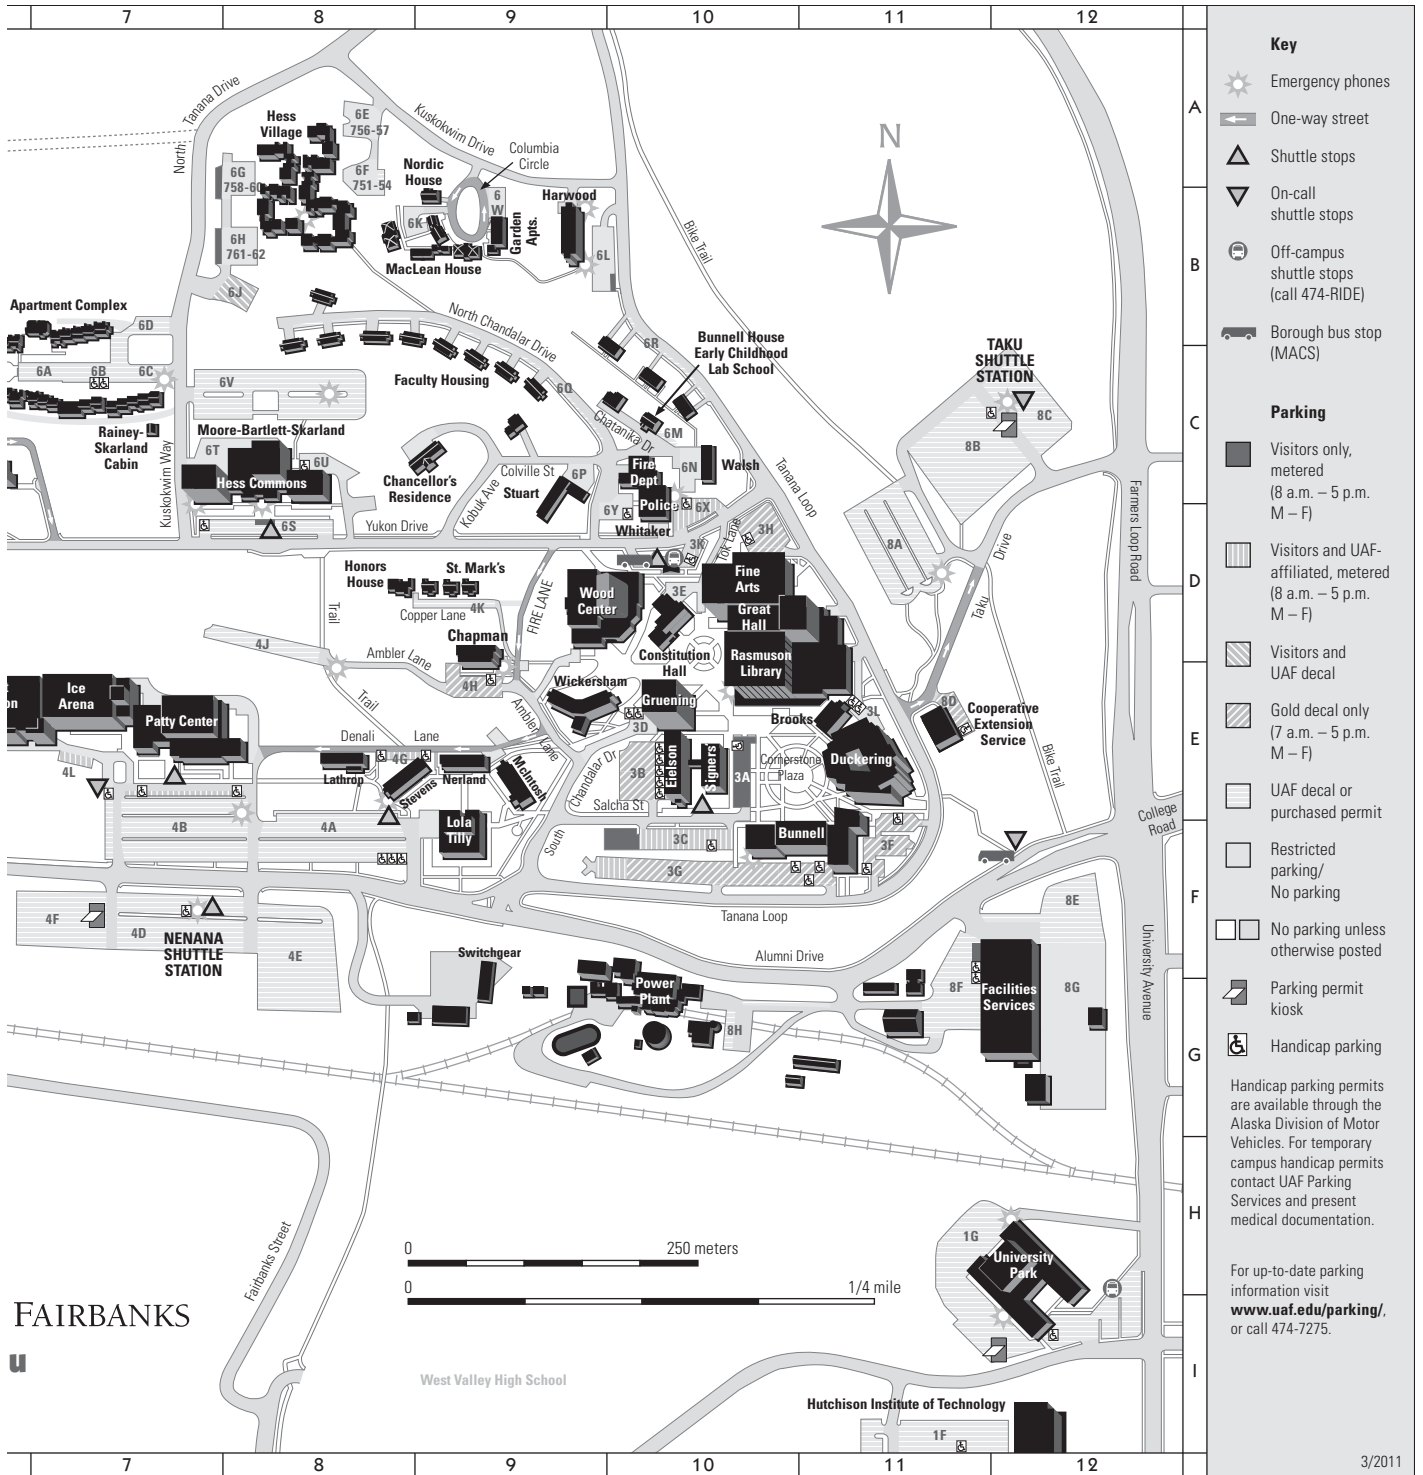 7 8 9 10 11 12
A
B
C
D
E
F
G
H
I
North Tanana Drive
Hess
Village
6E
756-57
6F
751-54
6G
758-60
6H
761-62
6J
Kuskokwim Drive
Columbia
Circle
Nordic
House
6
W
6K
Garden
Apts.
Harwood
6L
MacLean House
Bike Trail
N
Apartment Complex
6D
6A
6B
6C
6V
North Chandalar Drive
Faculty Housing
6Q
6R
Bunnell House
Early Childhood
Lab School
TAKU
SHUTTLE
STATION
8C
8B
Rainey-
Skarland
Cabin
Kuskokwim Way
Moore-Bartlett-Skarland
6T
6U
Hess Commons
6S
Chancellor's
Residence
Kobuk Ave
Colville St
Stuart
6P
Chatanika Dr
6M
6N
Fire
Dept
Walsh
Police
6X
6Y
Whitaker
Tanana Loop
Yukon Drive
3K
Tok Lane
3H
8A
Taku Drive
Farmers Loop Road
Honors
House
St. Mark's
4K
Copper Lane
FIRE LANE
Trail
Wood
Center
3E
Fine
Arts
Great
Hall
Rasmuson
Library
Constitution
Hall
4J
Ambler Lane
Chapman
4H
Wickersham
Gruening
3D
Brooks
3L
8D
Cooperative
Extension
Service
Bike Trail
Ice
Arena
on
Patty Center
Trail
Denali Lane
4G
Ambler Lane
4L
Lathrop
Stevens
Nerland
McIntosh
South Chandalar Dr
3B
Eielson
Signers'
3A
Cornerstone
Plaza
Duckering
Salcha St
4B
4A
Lola
Tilly
3C
Bunnell
3F
3G
College
Road
Tanana Loop
4F
4D
NENANA
SHUTTLE
STATION
4E
Switchgear
Alumni Drive
8E
Power
Plant
8H
8F
Facilities
Services
8G
University Avenue
Fairbanks Street
0 250 meters
0 1/4 mile
1G
University
Park
FAIRBANKS
u
West Valley High School
Hutchison Institute of Technology
1F
7 8 9 10 11 12
Key
Emergency phones
One-way street
Shuttle stops
On-call
shuttle stops
Off-campus
shuttle stops
(call 474-RIDE)
Borough bus stop
(MACS)
Parking
Visitors only,
metered
(8 a.m. – 5 p.m.
M – F)
Visitors and UAF-
affiliated, metered
(8 a.m. – 5 p.m.
M – F)
Visitors and
UAF decal
Gold decal only
(7 a.m. – 5 p.m.
M – F)
UAF decal or
purchased permit
Restricted
parking/
No parking
No parking unless
otherwise posted
Parking permit
kiosk
Handicap parking
Handicap parking permits
are available through the
Alaska Division of Motor
Vehicles. For temporary
campus handicap permits
contact UAF Parking
Services and present
medical documentation.
For up-to-date parking
information visit
www.uaf.edu/parking/,
or call 474-7275.
3/2011